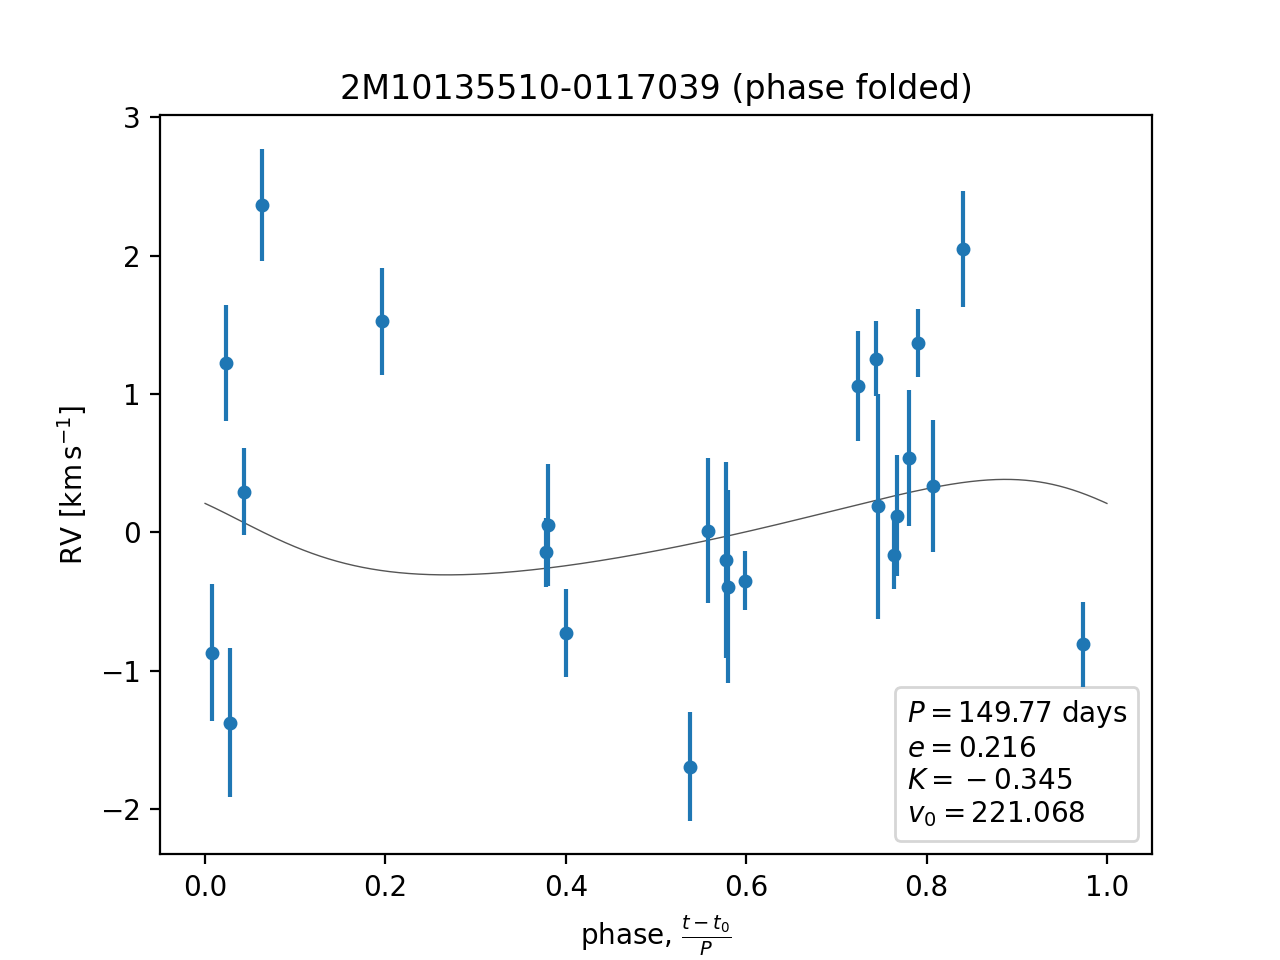 2M10135510-0117039 (phase folded)
3
2
1
0
−1
−2
RV [km s⁻¹]
P = 149.77 days
e = 0.216
K = −0.345
v₀ = 221.068
0.0 0.2 0.4 0.6 0.8 1.0
phase, (t − t₀)/P